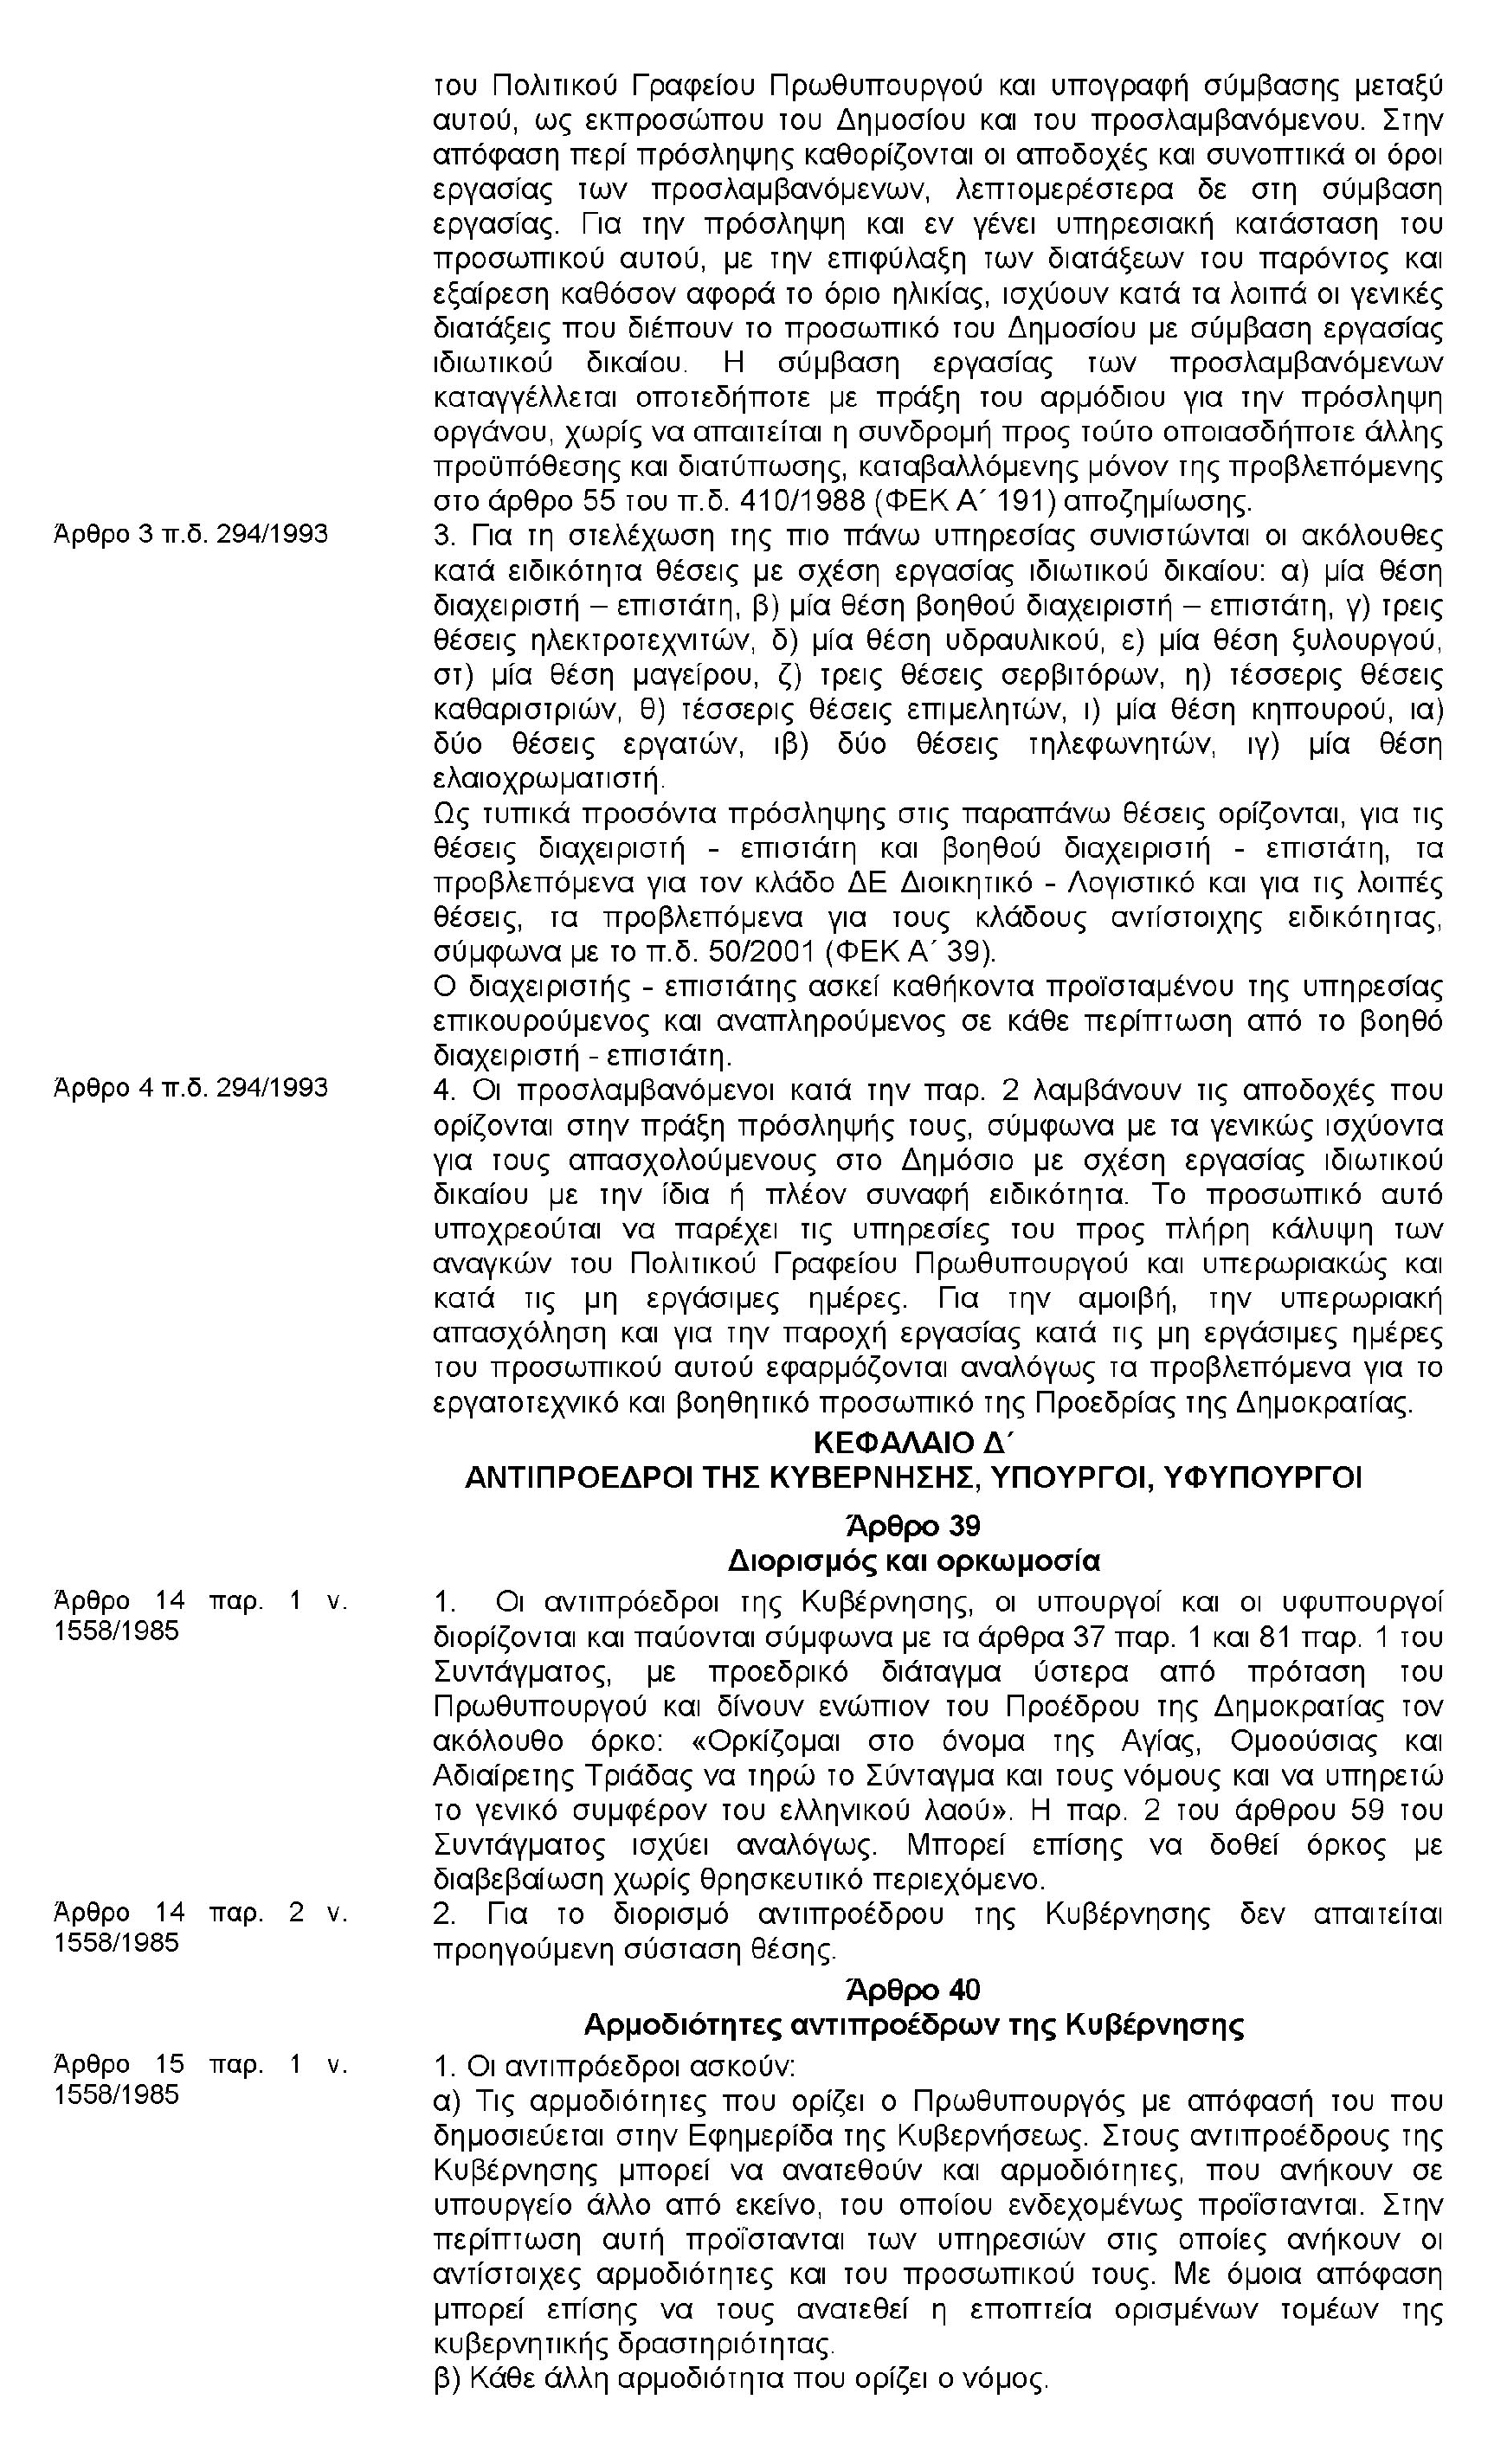 του Πολιτικού Γραφείου Πρωθυπουργού και υπογραφή σύμβασης μεταξύ
αυτού, ως εκπροσώπου του Δημοσίου και του προσλαμβανόμενου. Στην
απόφαση περί πρόσληψης καθορίζονται οι αποδοχές και συνοπτικά οι όροι
εργασίας των προσλαμβανόμενων, λεπτομερέστερα δε στη σύμβαση
εργασίας. Για την πρόσληψη και εν γένει υπηρεσιακή κατάσταση του
προσωπικού αυτού, με την επιφύλαξη των διατάξεων του παρόντος και
εξαίρεση καθόσον αφορά το όριο ηλικίας, ισχύουν κατά τα λοιπά οι γενικές
διατάξεις που διέπουν το προσωπικό του Δημοσίου με σύμβαση εργασίας
ιδιωτικού δικαίου. Η σύμβαση εργασίας των προσλαμβανόμενων
καταγγέλλεται οποτεδήποτε με πράξη του αρμόδιου για την πρόσληψη
οργάνου, χωρίς να απαιτείται η συνδρομή προς τούτο οποιασδήποτε άλλης
προϋπόθεσης και διατύπωσης, καταβαλλόμενης μόνον της προβλεπόμενης
στο άρθρο 55 του π.δ. 410/1988 (ΦΕΚ Α΄ 191) αποζημίωσης.
Άρθρο 3 π.δ. 294/1993
3. Για τη στελέχωση της πιο πάνω υπηρεσίας συνιστώνται οι ακόλουθες
κατά ειδικότητα θέσεις με σχέση εργασίας ιδιωτικού δικαίου: α) μία θέση
διαχειριστή – επιστάτη, β) μία θέση βοηθού διαχειριστή – επιστάτη, γ) τρεις
θέσεις ηλεκτροτεχνιτών, δ) μία θέση υδραυλικού, ε) μία θέση ξυλουργού,
στ) μία θέση μαγείρου, ζ) τρεις θέσεις σερβιτόρων, η) τέσσερις θέσεις
καθαριστριών, θ) τέσσερις θέσεις επιμελητών, ι) μία θέση κηπουρού, ια)
δύο θέσεις εργατών, ιβ) δύο θέσεις τηλεφωνητών, ιγ) μία θέση
ελαιοχρωματιστή.
Ως τυπικά προσόντα πρόσληψης στις παραπάνω θέσεις ορίζονται, για τις
θέσεις διαχειριστή - επιστάτη και βοηθού διαχειριστή - επιστάτη, τα
προβλεπόμενα για τον κλάδο ΔΕ Διοικητικό - Λογιστικό και για τις λοιπές
θέσεις, τα προβλεπόμενα για τους κλάδους αντίστοιχης ειδικότητας,
σύμφωνα με το π.δ. 50/2001 (ΦΕΚ Α΄ 39).
Ο διαχειριστής - επιστάτης ασκεί καθήκοντα προϊσταμένου της υπηρεσίας
επικουρούμενος και αναπληρούμενος σε κάθε περίπτωση από το βοηθό
διαχειριστή - επιστάτη.
Άρθρο 4 π.δ. 294/1993
4. Οι προσλαμβανόμενοι κατά την παρ. 2 λαμβάνουν τις αποδοχές που
ορίζονται στην πράξη πρόσληψής τους, σύμφωνα με τα γενικώς ισχύοντα
για τους απασχολούμενους στο Δημόσιο με σχέση εργασίας ιδιωτικού
δικαίου με την ίδια ή πλέον συναφή ειδικότητα. Το προσωπικό αυτό
υποχρεούται να παρέχει τις υπηρεσίες του προς πλήρη κάλυψη των
αναγκών του Πολιτικού Γραφείου Πρωθυπουργού και υπερωριακώς και
κατά τις μη εργάσιμες ημέρες. Για την αμοιβή, την υπερωριακή
απασχόληση και για την παροχή εργασίας κατά τις μη εργάσιμες ημέρες
του προσωπικού αυτού εφαρμόζονται αναλόγως τα προβλεπόμενα για το
εργατοτεχνικό και βοηθητικό προσωπικό της Προεδρίας της Δημοκρατίας.
ΚΕΦΑΛΑΙΟ Δ΄
ΑΝΤΙΠΡΟΕΔΡΟΙ ΤΗΣ ΚΥΒΕΡΝΗΣΗΣ, ΥΠΟΥΡΓΟΙ, ΥΦΥΠΟΥΡΓΟΙ
Άρθρο 39
Διορισμός και ορκωμοσία
Άρθρο 14 παρ. 1 ν.
1558/1985
1. Οι αντιπρόεδροι της Κυβέρνησης, οι υπουργοί και οι υφυπουργοί
διορίζονται και παύονται σύμφωνα με τα άρθρα 37 παρ. 1 και 81 παρ. 1 του
Συντάγματος, με προεδρικό διάταγμα ύστερα από πρόταση του
Πρωθυπουργού και δίνουν ενώπιον του Προέδρου της Δημοκρατίας τον
ακόλουθο όρκο: «Ορκίζομαι στο όνομα της Αγίας, Ομοούσιας και
Αδιαίρετης Τριάδας να τηρώ το Σύνταγμα και τους νόμους και να υπηρετώ
το γενικό συμφέρον του ελληνικού λαού». Η παρ. 2 του άρθρου 59 του
Συντάγματος ισχύει αναλόγως. Μπορεί επίσης να δοθεί όρκος με
διαβεβαίωση χωρίς θρησκευτικό περιεχόμενο.
Άρθρο 14 παρ. 2 ν.
1558/1985
2. Για το διορισμό αντιπροέδρου της Κυβέρνησης δεν απαιτείται
προηγούμενη σύσταση θέσης.
Άρθρο 40
Αρμοδιότητες αντιπροέδρων της Κυβέρνησης
Άρθρο 15 παρ. 1 ν.
1558/1985
1. Οι αντιπρόεδροι ασκούν:
α) Τις αρμοδιότητες που ορίζει ο Πρωθυπουργός με απόφασή του που
δημοσιεύεται στην Εφημερίδα της Κυβερνήσεως. Στους αντιπροέδρους της
Κυβέρνησης μπορεί να ανατεθούν και αρμοδιότητες, που ανήκουν σε
υπουργείο άλλο από εκείνο, του οποίου ενδεχομένως προΐστανται. Στην
περίπτωση αυτή προΐστανται των υπηρεσιών στις οποίες ανήκουν οι
αντίστοιχες αρμοδιότητες και του προσωπικού τους. Με όμοια απόφαση
μπορεί επίσης να τους ανατεθεί η εποπτεία ορισμένων τομέων της
κυβερνητικής δραστηριότητας.
β) Κάθε άλλη αρμοδιότητα που ορίζει ο νόμος.